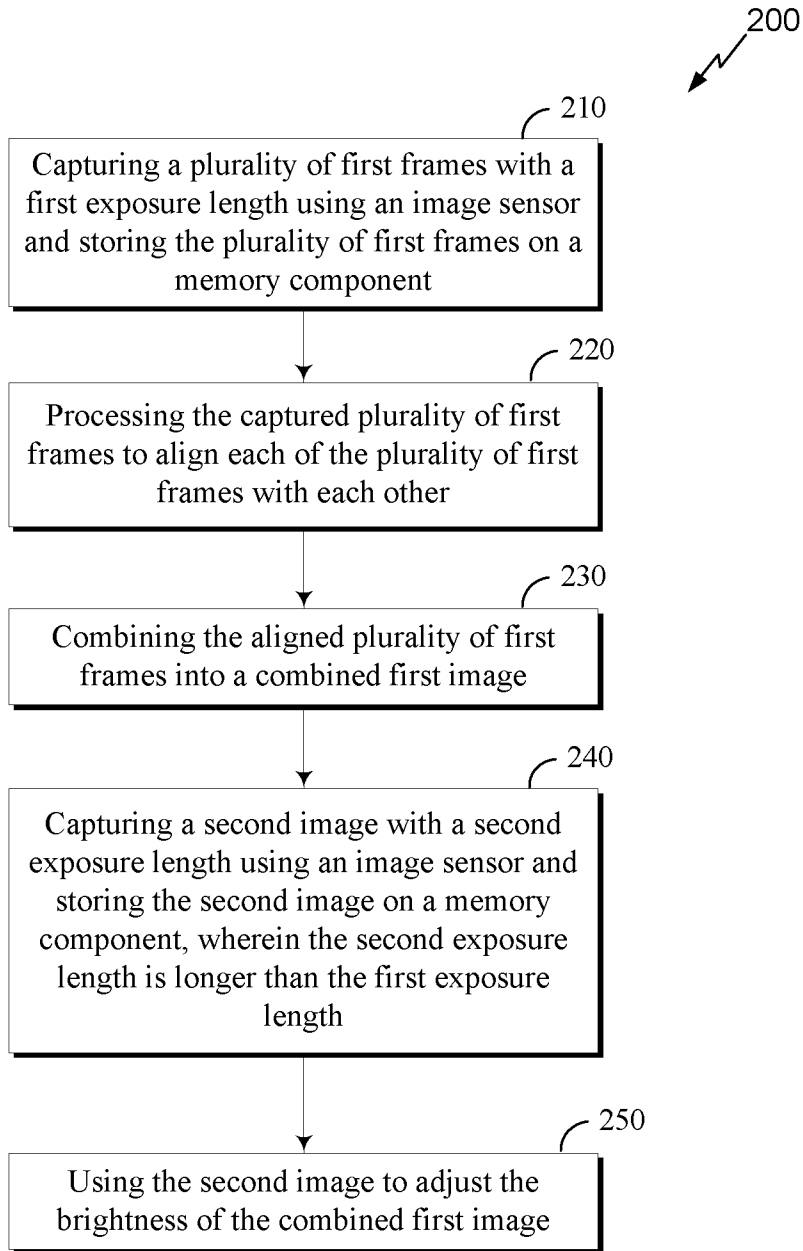 200
210
Capturing a plurality of first frames with a
first exposure length using an image sensor
and storing the plurality of first frames on a
memory component
220
Processing the captured plurality of first
frames to align each of the plurality of first
frames with each other
230
Combining the aligned plurality of first
frames into a combined first image
240
Capturing a second image with a second
exposure length using an image sensor and
storing the second image on a memory
component, wherein the second exposure
length is longer than the first exposure
length
250
Using the second image to adjust the
brightness of the combined first image